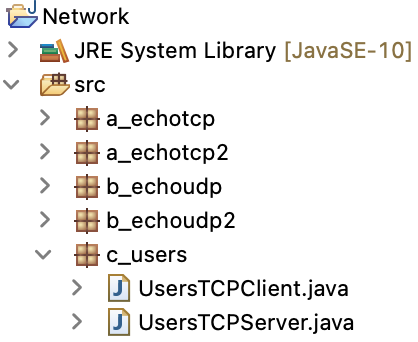 Network
JRE System Library [JavaSE-10]
src
a_echotcp
a_echotcp2
b_echoudp
b_echoudp2
c_users
UsersTCPClient.java
UsersTCPServer.java